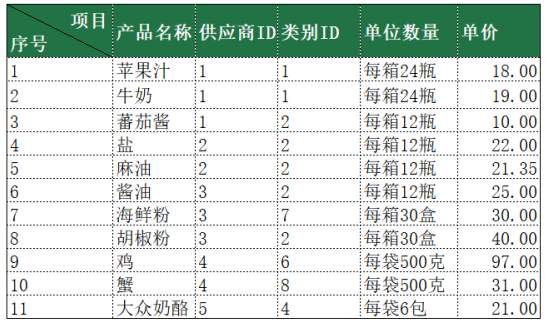 项目
序号 产品名称 供应商ID 类别ID 单位数量 单价
1 苹果汁 1 1 每箱24瓶 18.00
2 牛奶 1 1 每箱24瓶 19.00
3 蕃茄酱 1 2 每箱12瓶 10.00
4 盐 2 2 每箱12瓶 22.00
5 麻油 2 2 每箱12瓶 21.35
6 酱油 3 2 每箱12瓶 25.00
7 海鲜粉 3 7 每箱30盒 30.00
8 胡椒粉 3 2 每箱30盒 40.00
9 鸡 4 6 每袋500克 97.00
10 蟹 4 8 每袋500克 31.00
11 大众奶酪 5 4 每袋6包 21.00